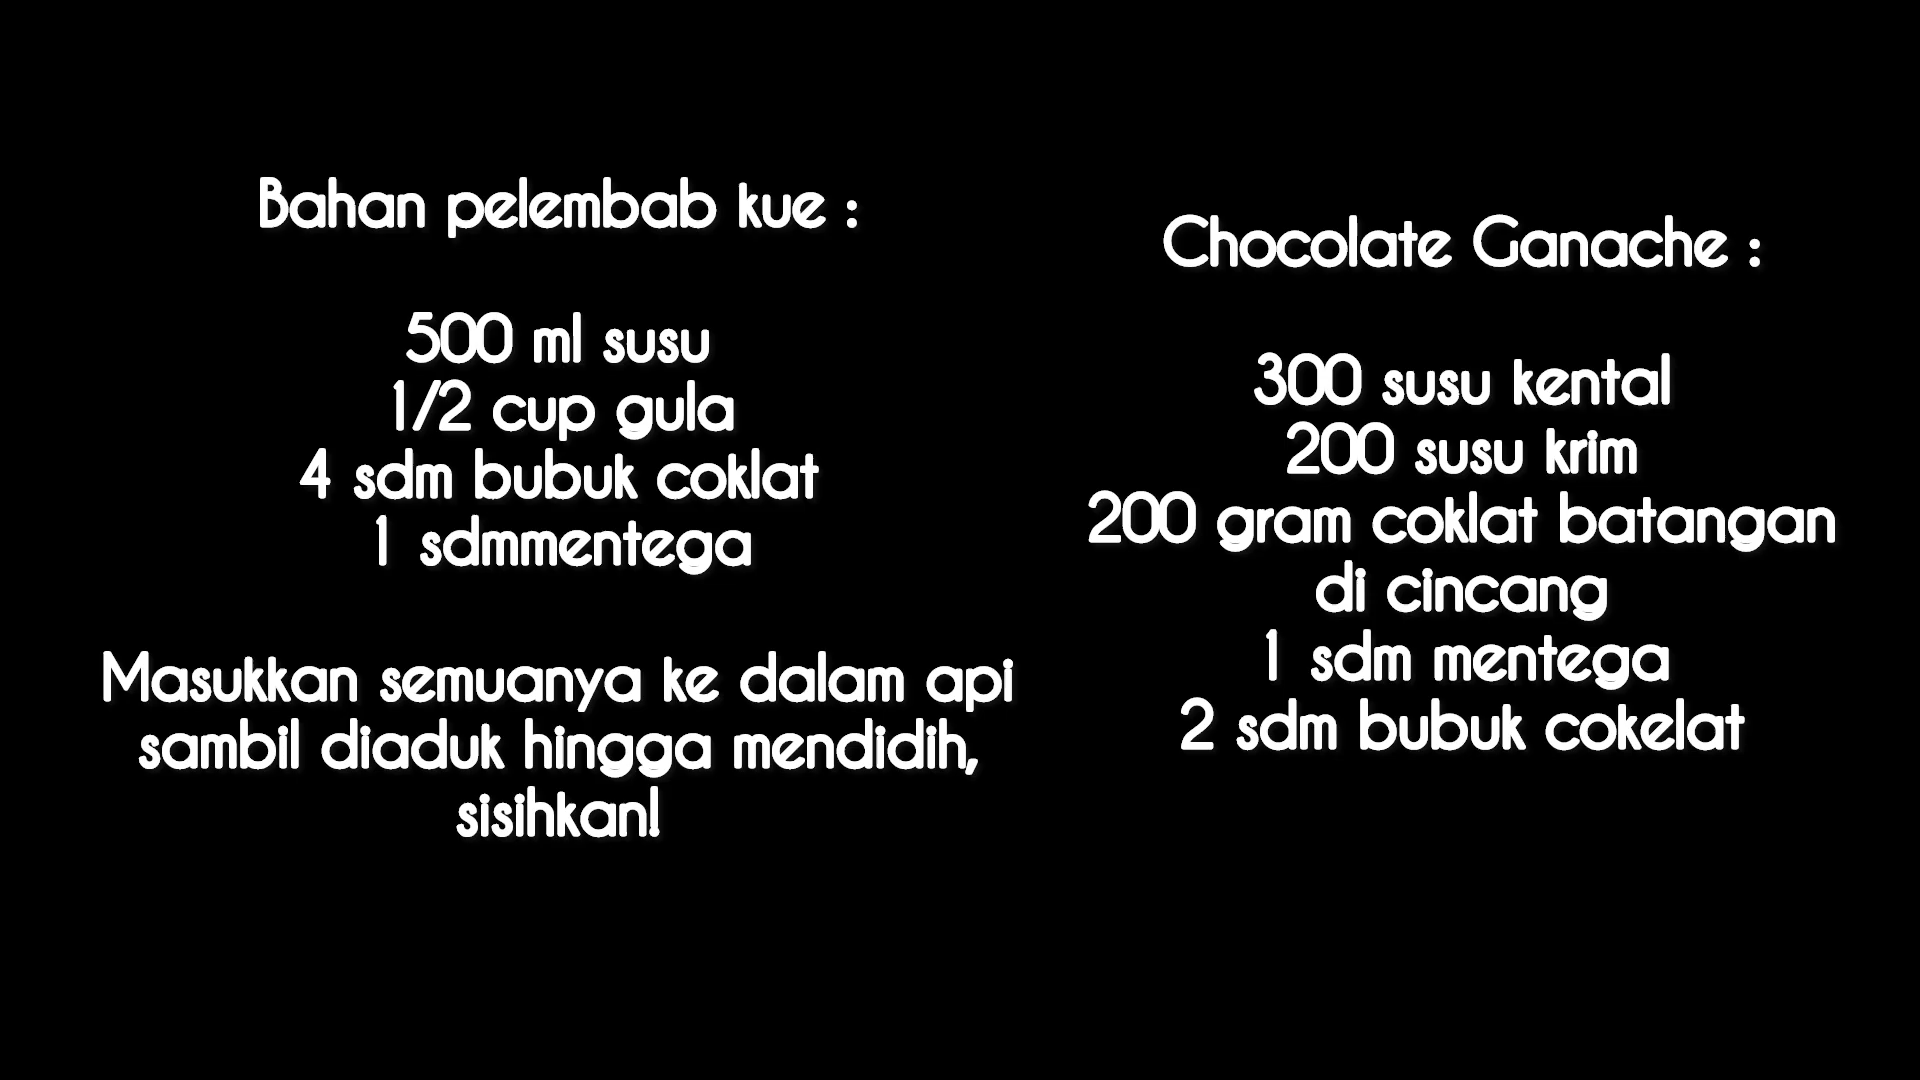 Bahan pelembab kue :
500 ml susu
1/2 cup gula
4 sdm bubuk coklat
1 sdmmentega
Masukkan semuanya ke dalam api
sambil diaduk hingga mendidih,
sisihkan!
Chocolate Ganache :
300 susu kental
200 susu krim
200 gram coklat batangan
di cincang
1 sdm mentega
2 sdm bubuk cokelat